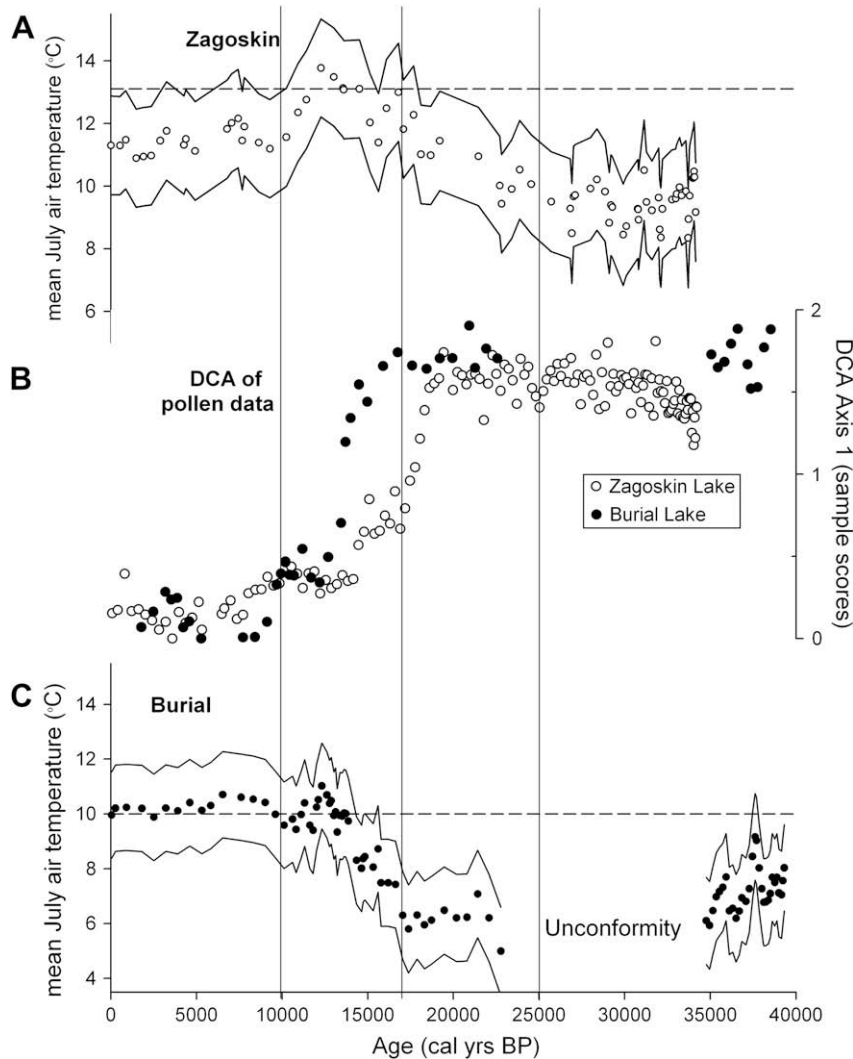 A
Zagoskin
mean July air temperature (°C)
14
13
12
10
8
6
B
DCA of
pollen data
2
1
0
DCA Axis 1 (sample scores)
Zagoskin Lake
Burial Lake
C
Burial
mean July air temperature (°C)
14
12
10
8
6
4
Unconformity
0 5000 10000 15000 20000 25000 30000 35000 40000
Age (cal yrs BP)